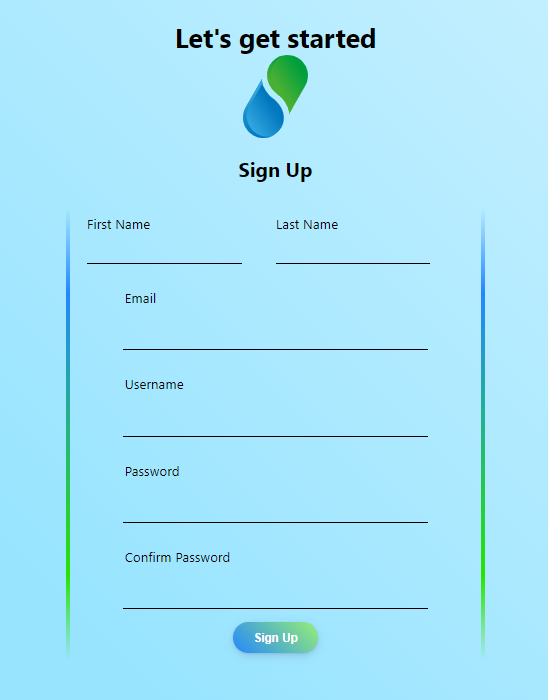 Let's get started
Sign Up
First Name Last Name
Email
Username
Password
Confirm Password
Sign Up